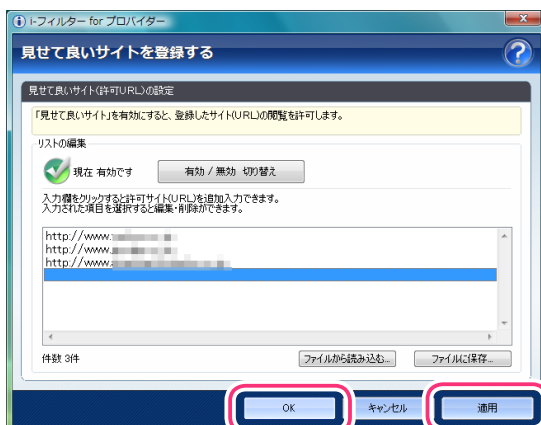 i-フィルター for プロバイダー
見せて良いサイトを登録する
見せて良いサイト(許可URL)の設定
「見せて良いサイト」を有効にすると、登録したサイト(URL)の閲覧を許可します。
リストの編集
現在 有効です
有効 / 無効 切り替え
入力欄をクリックすると許可サイト(URL)を追加入力できます。
入力された項目を選択すると編集・削除ができます。
http://www.
http://www.
http://www.
件数 3件
ファイルから読み込む...
ファイルに保存...
OK
キャンセル
適用